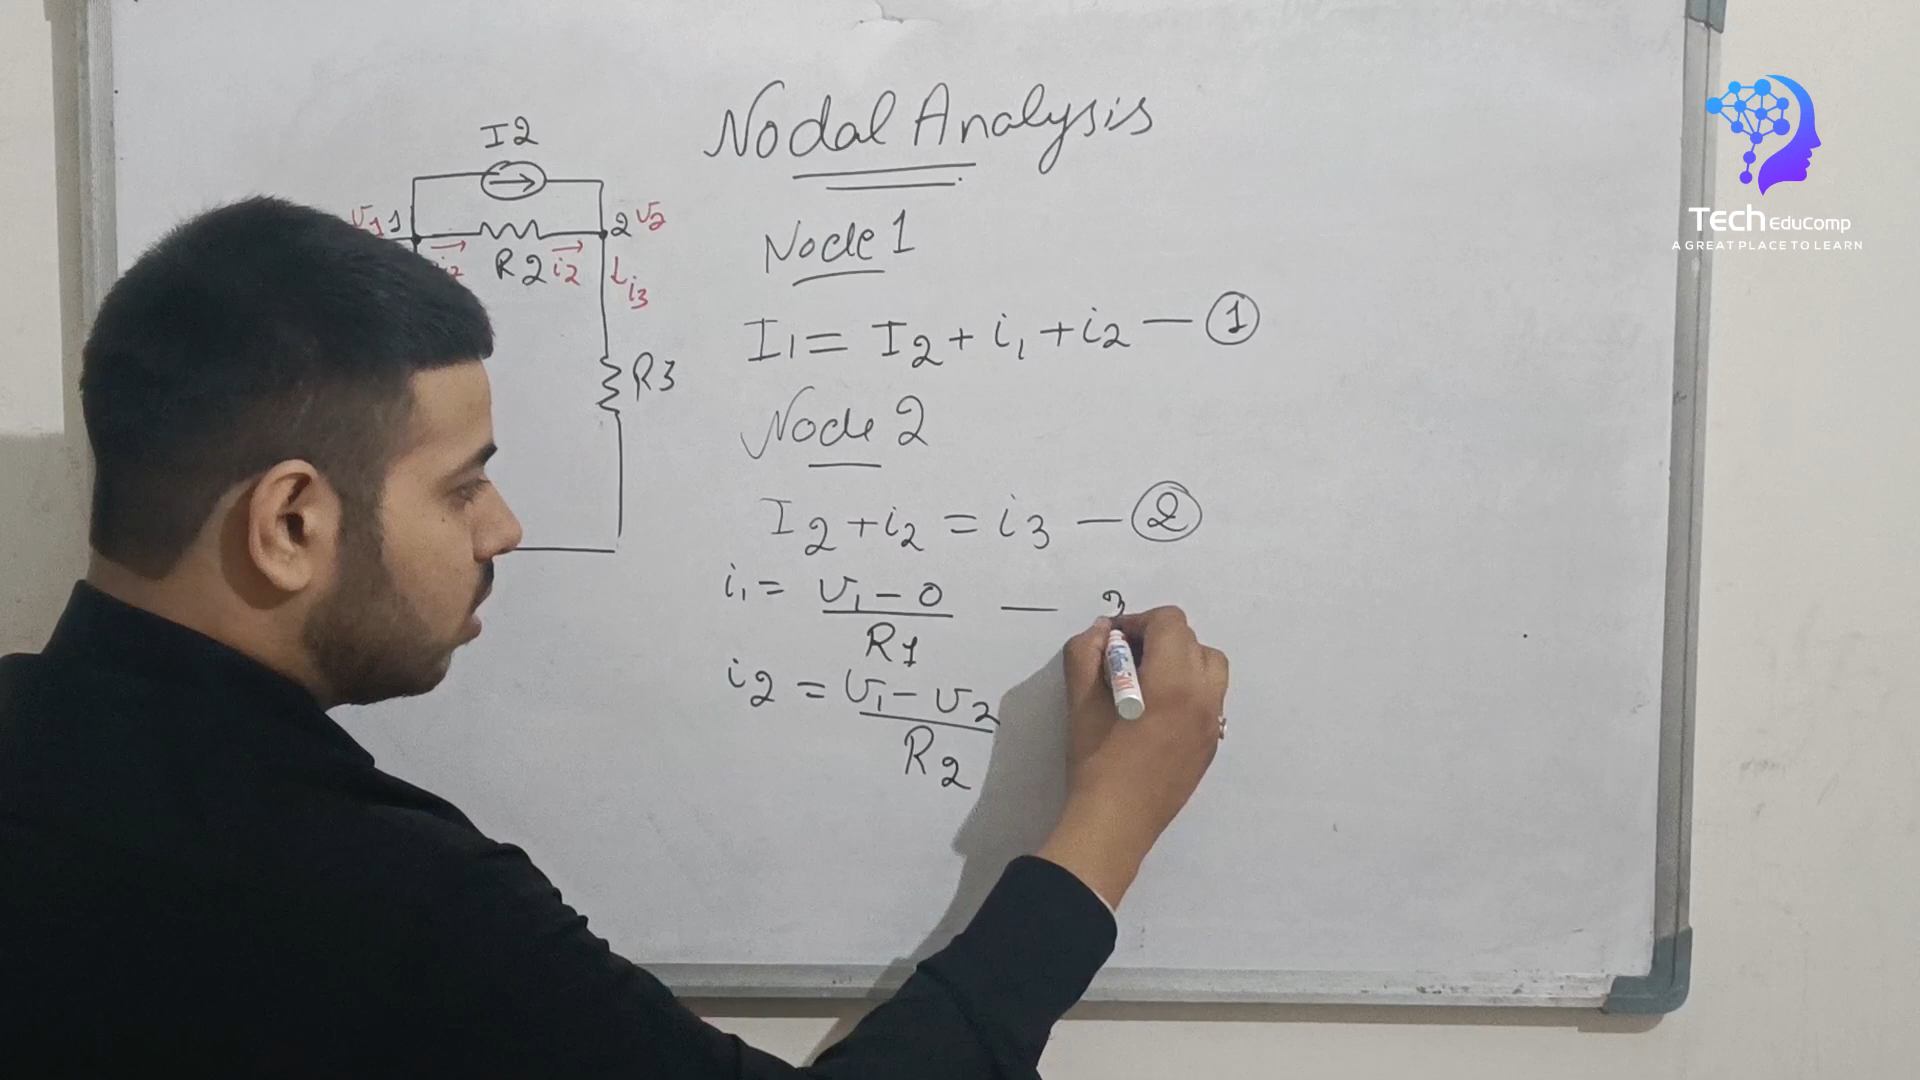 Nodal Analysis
I2
v1 1
2 v2
i2 R2 i2
i3
R3
Node 1
I1 = I2 + i1 + i2 — 1
Node 2
I2 + i2 = i3 — 2
i1 = v1 - 0 / R1 — 3
i2 = v1 - v2 / R2
Tech EduComp
A GREAT PLACE TO LEARN